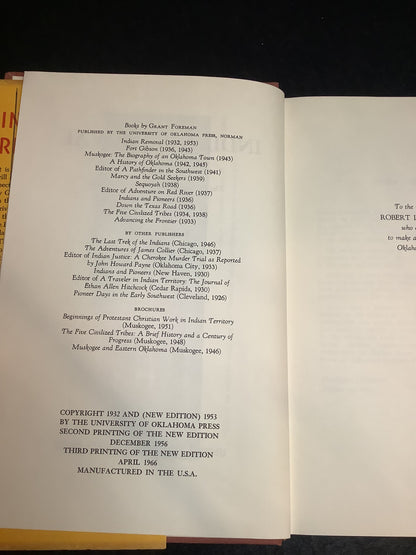 Books by GRANT FOREMAN
PUBLISHED BY THE UNIVERSITY OF OKLAHOMA PRESS, NORMAN
Indian Removal (1932, 1953)
Fort Gibson (1936, 1943)
Muskogee: The Biography of an Oklahoma Town (1943)
A History of Oklahoma (1942, 1945)
Editor of A Pathfinder in the Southwest (1941)
Marcy and the Gold Seekers (1939)
Sequoyah (1938)
Editor of Adventure on Red River (1937)
Indians and Pioneers (1936)
Down the Texas Road (1936)
The Five Civilized Tribes (1934, 1938)
Advancing the Frontier (1933)
BY OTHER PUBLISHERS
The Last Trek of the Indians (Chicago, 1946)
The Adventures of James Collier (Chicago, 1937)
Editor of Indian Justice: A Cherokee Murder Trial as Reported
by John Howard Payne (Oklahoma City, 1933)
Indians and Pioneers (New Haven, 1930)
Editor of A Traveler in Indian Territory: The Journal of
Ethan Allen Hitchcock (Cedar Rapids, 1930)
Pioneer Days in the Early Southwest (Cleveland, 1926)
BROCHURES
Beginnings of Protestant Christian Work in Indian Territory
(Muskogee, 1951)
The Five Civilized Tribes: A Brief History and a Century of
Progress (Muskogee, 1948)
Muskogee and Eastern Oklahoma (Muskogee, 1946)
COPYRIGHT 1932 AND (NEW EDITION) 1953
BY THE UNIVERSITY OF OKLAHOMA PRESS
SECOND PRINTING OF THE NEW EDITION
DECEMBER 1956
THIRD PRINTING OF THE NEW EDITION
APRIL 1966
MANUFACTURED IN THE U.S.A.
To the
ROBERT L
who
to make a
Oklaho